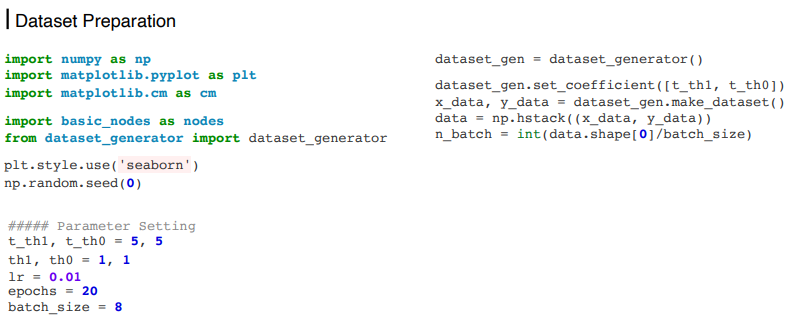 Dataset Preparation
import numpy as np
import matplotlib.pyplot as plt
import matplotlib.cm as cm
import basic_nodes as nodes
from dataset_generator import dataset_generator
plt.style.use('seaborn')
np.random.seed(0)
##### Parameter Setting
t_th1, t_th0 = 5, 5
th1, th0 = 1, 1
lr = 0.01
epochs = 20
batch_size = 8
dataset_gen = dataset_generator()
dataset_gen.set_coefficient([t_th1, t_th0])
x_data, y_data = dataset_gen.make_dataset()
data = np.hstack((x_data, y_data))
n_batch = int(data.shape[0]/batch_size)